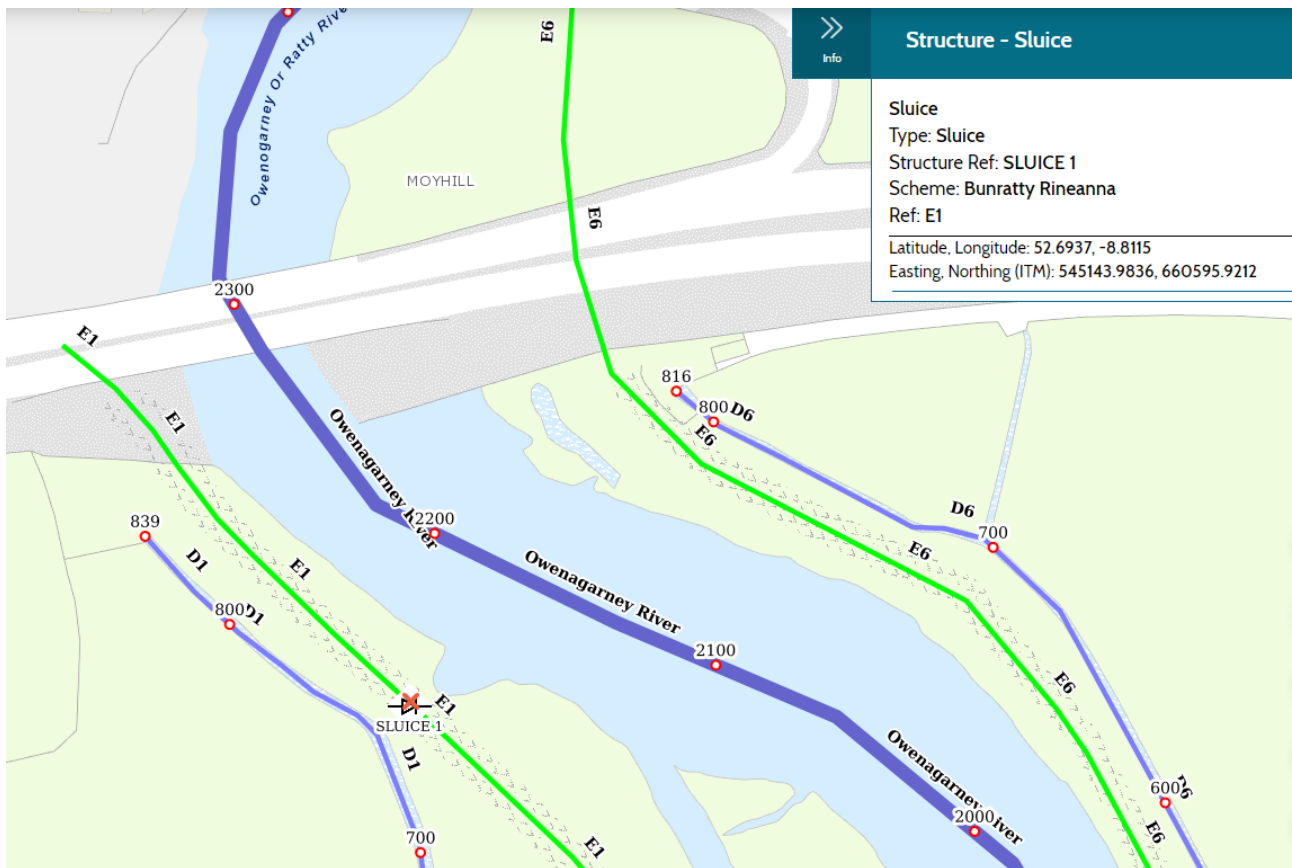 Info
Structure - Sluice
Sluice
Type: Sluice
Structure Ref: SLUICE 1
Scheme: Bunratty Rineanna
Ref: E1
Latitude, Longitude: 52.6937, -8.8115
Easting, Northing (ITM): 545143.9836, 660595.9212
Owenogarney Or Ratty River
E6
MOYHILL
E6
2300
E1
816
800
D6
E1
E6
Owenagarney River
2200
D6
700
839
E6
D1
E1
800
D1
Owenagarney River
2100
E6
E1
SLUICE 1
D1
Owenagarney River
2000
600
D6
E6
700
E1